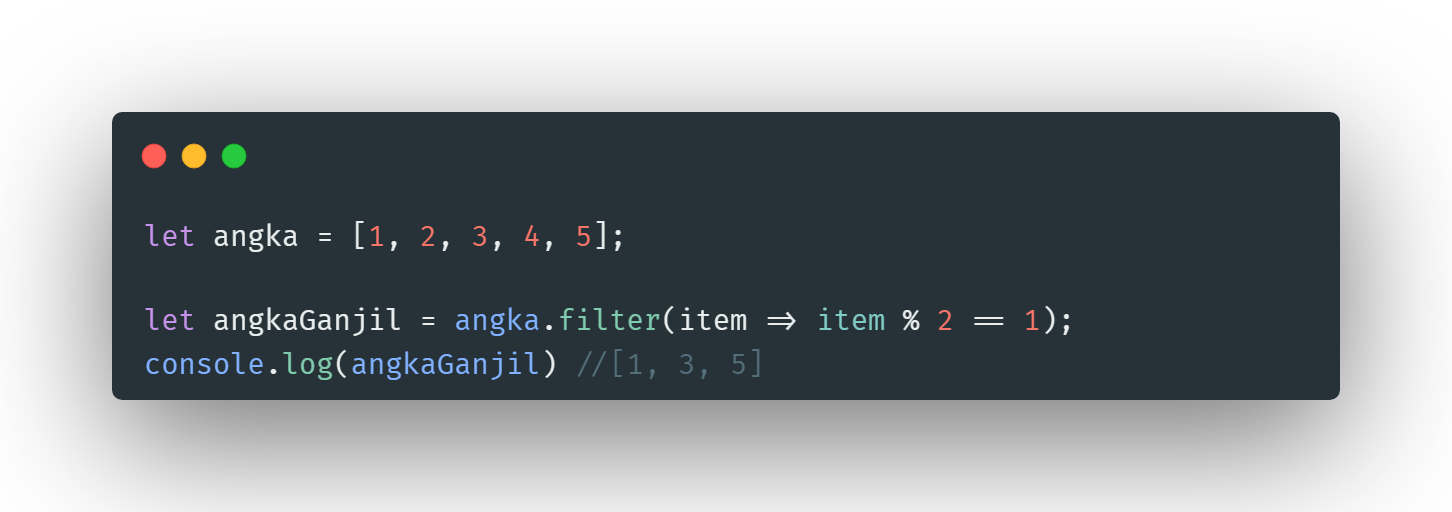 let angka = [1, 2, 3, 4, 5];
let angkaGanjil = angka.filter(item => item % 2 == 1);
console.log(angkaGanjil) //[1, 3, 5]